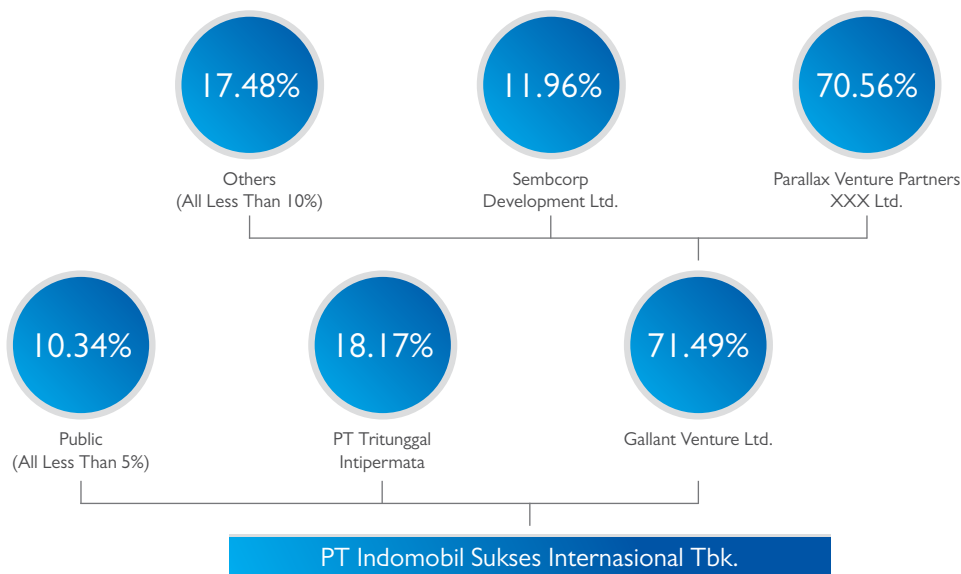 17.48%
11.96%
70.56%
Others
(All Less Than 10%)
Sembcorp
Development Ltd.
Parallax Venture Partners
XXX Ltd.
10.34%
18.17%
71.49%
Public
(All Less Than 5%)
PT Tritunggal
Intipermata
Gallant Venture Ltd.
PT Indomobil Sukses Internasional Tbk.